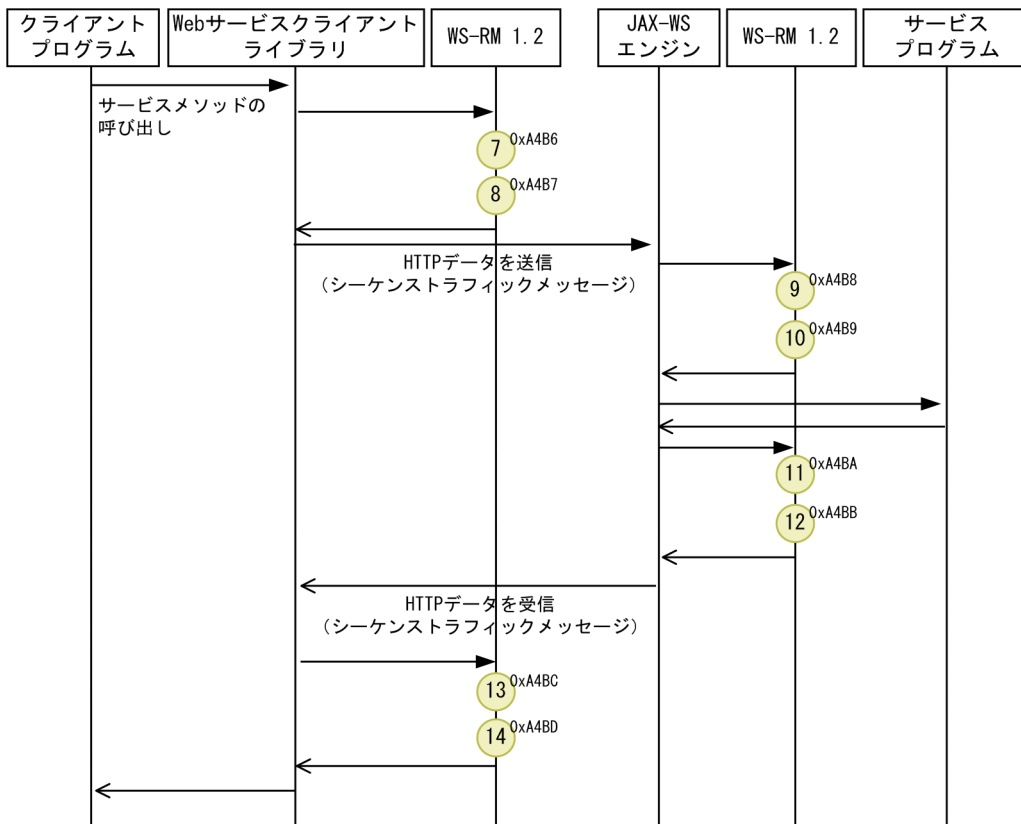 クライアント
プログラム
Webサービスクライアント
ライブラリ
WS-RM 1.2
JAX-WS
エンジン
WS-RM 1.2
サービス
プログラム
サービスメソッドの
呼び出し
7 0xA4B6
8 0xA4B7
HTTPデータを送信
（シーケンストラフィックメッセージ）
9 0xA4B8
10 0xA4B9
11 0xA4BA
12 0xA4BB
HTTPデータを受信
（シーケンストラフィックメッセージ）
13 0xA4BC
14 0xA4BD